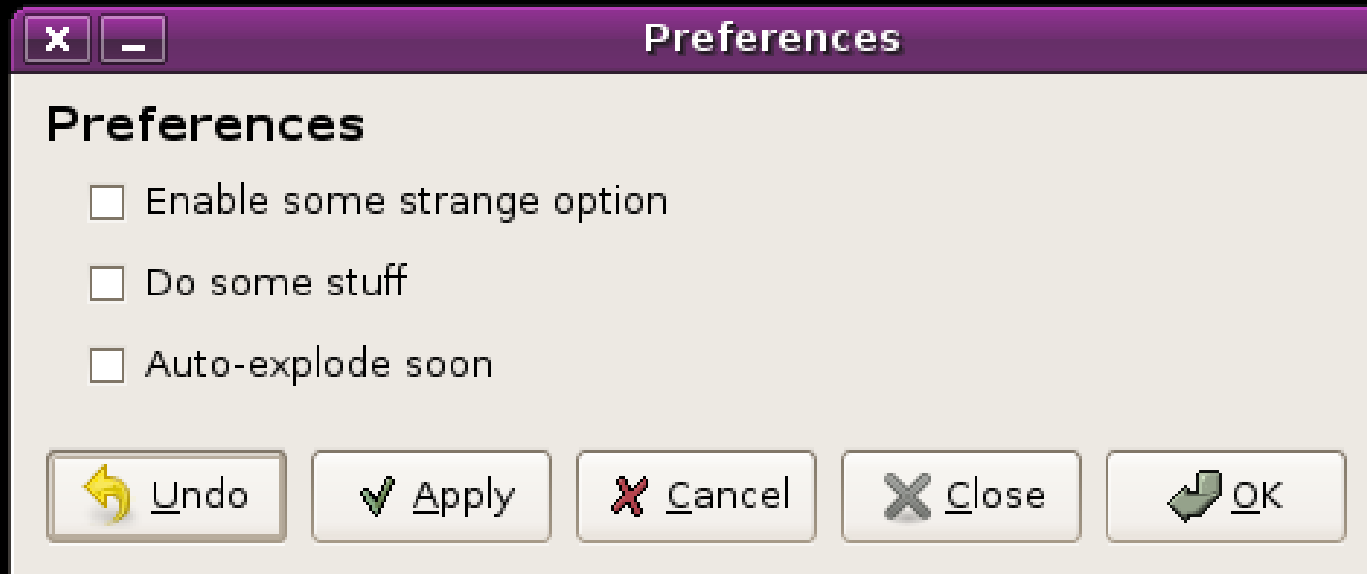 Preferences
Preferences
Enable some strange option
Do some stuff
Auto-explode soon
Undo Apply Cancel Close OK